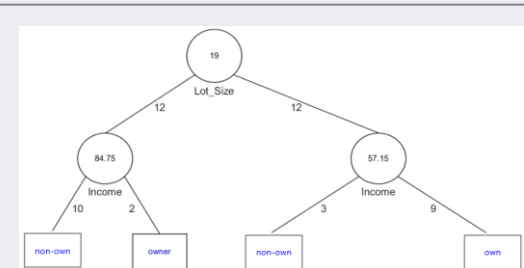 19
Lot_Size
12 12
84.75 57.15
Income Income
10 2 3 9
non-own owner non-own own